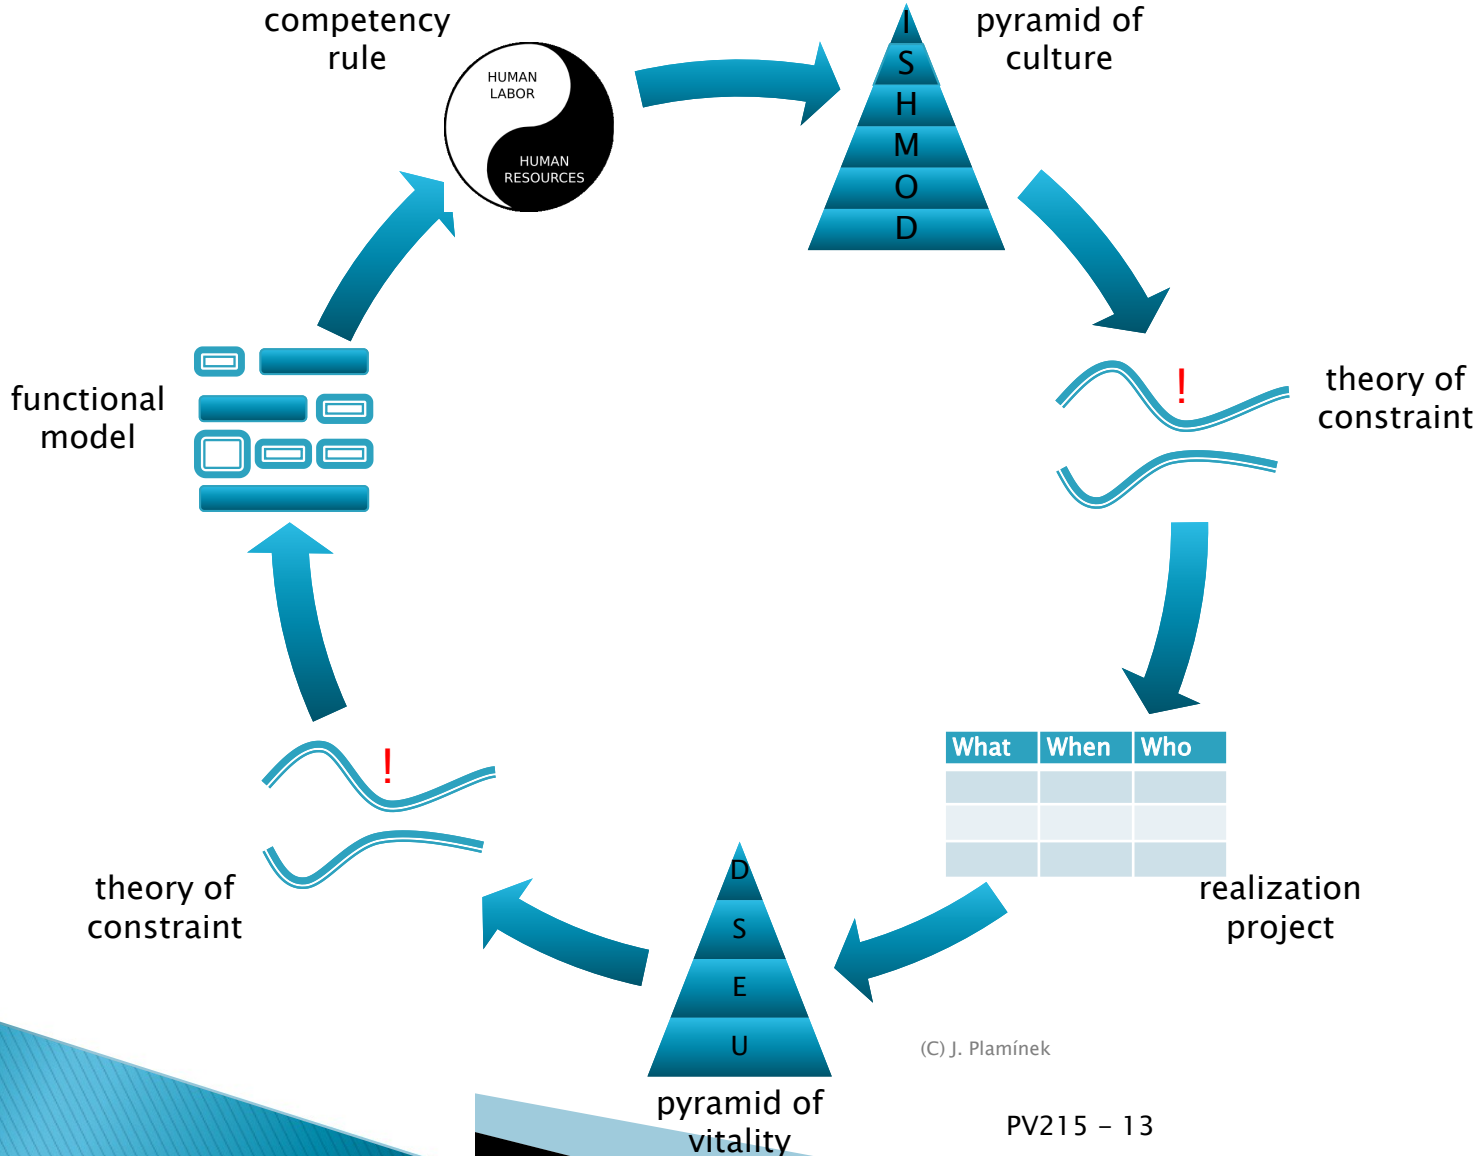 competency
rule
HUMAN
LABOR
HUMAN
RESOURCES
I
S
H
M
O
D
pyramid of
culture
!
theory of
constraint
What When Who
realization
project
D
S
E
U
pyramid of
vitality
!
theory of
constraint
functional
model
(C) J. Plamínek
PV215 – 13